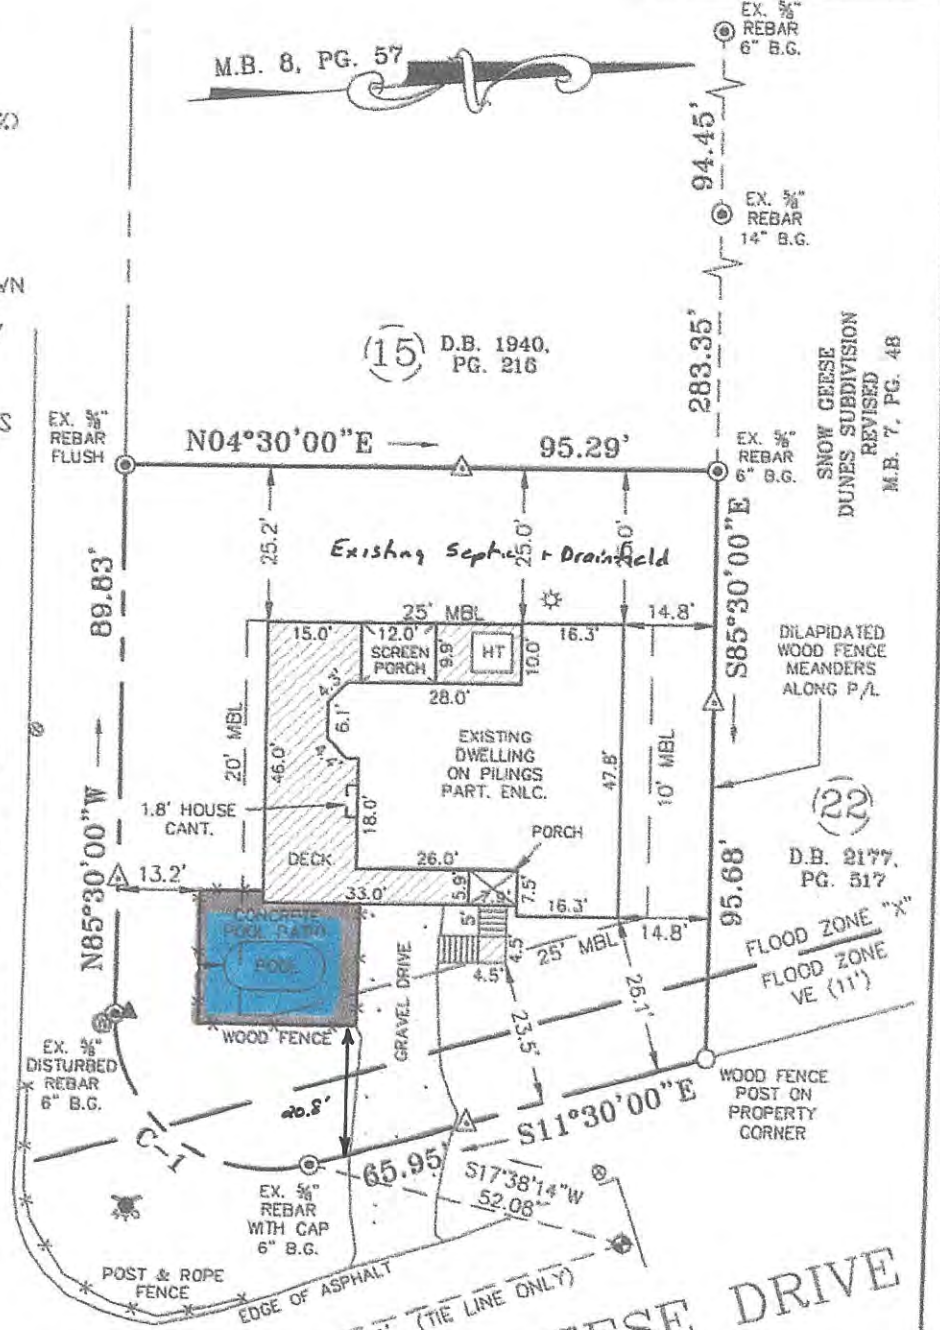 EX. ⅝"
REBAR
6" B.G.
M.B. 8, PG. 57
94.45'
EX. ⅝"
REBAR
14" B.G.
283.35'
SNOW GEESE
DUNES SUBDIVISION
REVISED
M.B. 7, PG. 48
15
D.B. 1940,
PG. 216
EX. ⅝"
REBAR
FLUSH
N04°30'00"E
95.29'
EX. ⅝"
REBAR
6" B.G.
25.2'
25.0'
Existing Septic + Drainfield
89.83'
N85°30'00"W
S85°30'00"E
95.68'
25' MBL
15.0'
12.0'
SCREEN
PORCH
9.9'
HT
10.0'
16.3'
14.8'
DILAPIDATED
WOOD FENCE
MEANDERS
ALONG P/L
4.3'
28.0'
6.1'
20' MBL
46.0'
EXISTING
DWELLING
ON PILINGS
PART. ENLC.
47.8'
10' MBL
1.8' HOUSE
CANT.
18.0'
22
D.B. 2177,
PG. 517
DECK
26.0'
PORCH
13.2'
33.0'
5.9'
7.9'
7.5'
16.3'
14.8'
CONCRETE
POOL PATIO
POOL
5'
4.5'
4.5'
25' MBL
FLOOD ZONE "X"
FLOOD ZONE
VE (11')
GRAVEL DRIVE
WOOD FENCE
23.5'
EX. ⅝"
DISTURBED
REBAR
6" B.G.
20.8'
WOOD FENCE
POST ON
PROPERTY
CORNER
C-1
65.95'
S11°30'00"E
S17°38'14"W
52.08'
EX. ⅝"
REBAR
WITH CAP
6" B.G.
POST & ROPE
FENCE
EDGE OF ASPHALT
(TIE LINE ONLY)
DRIVE